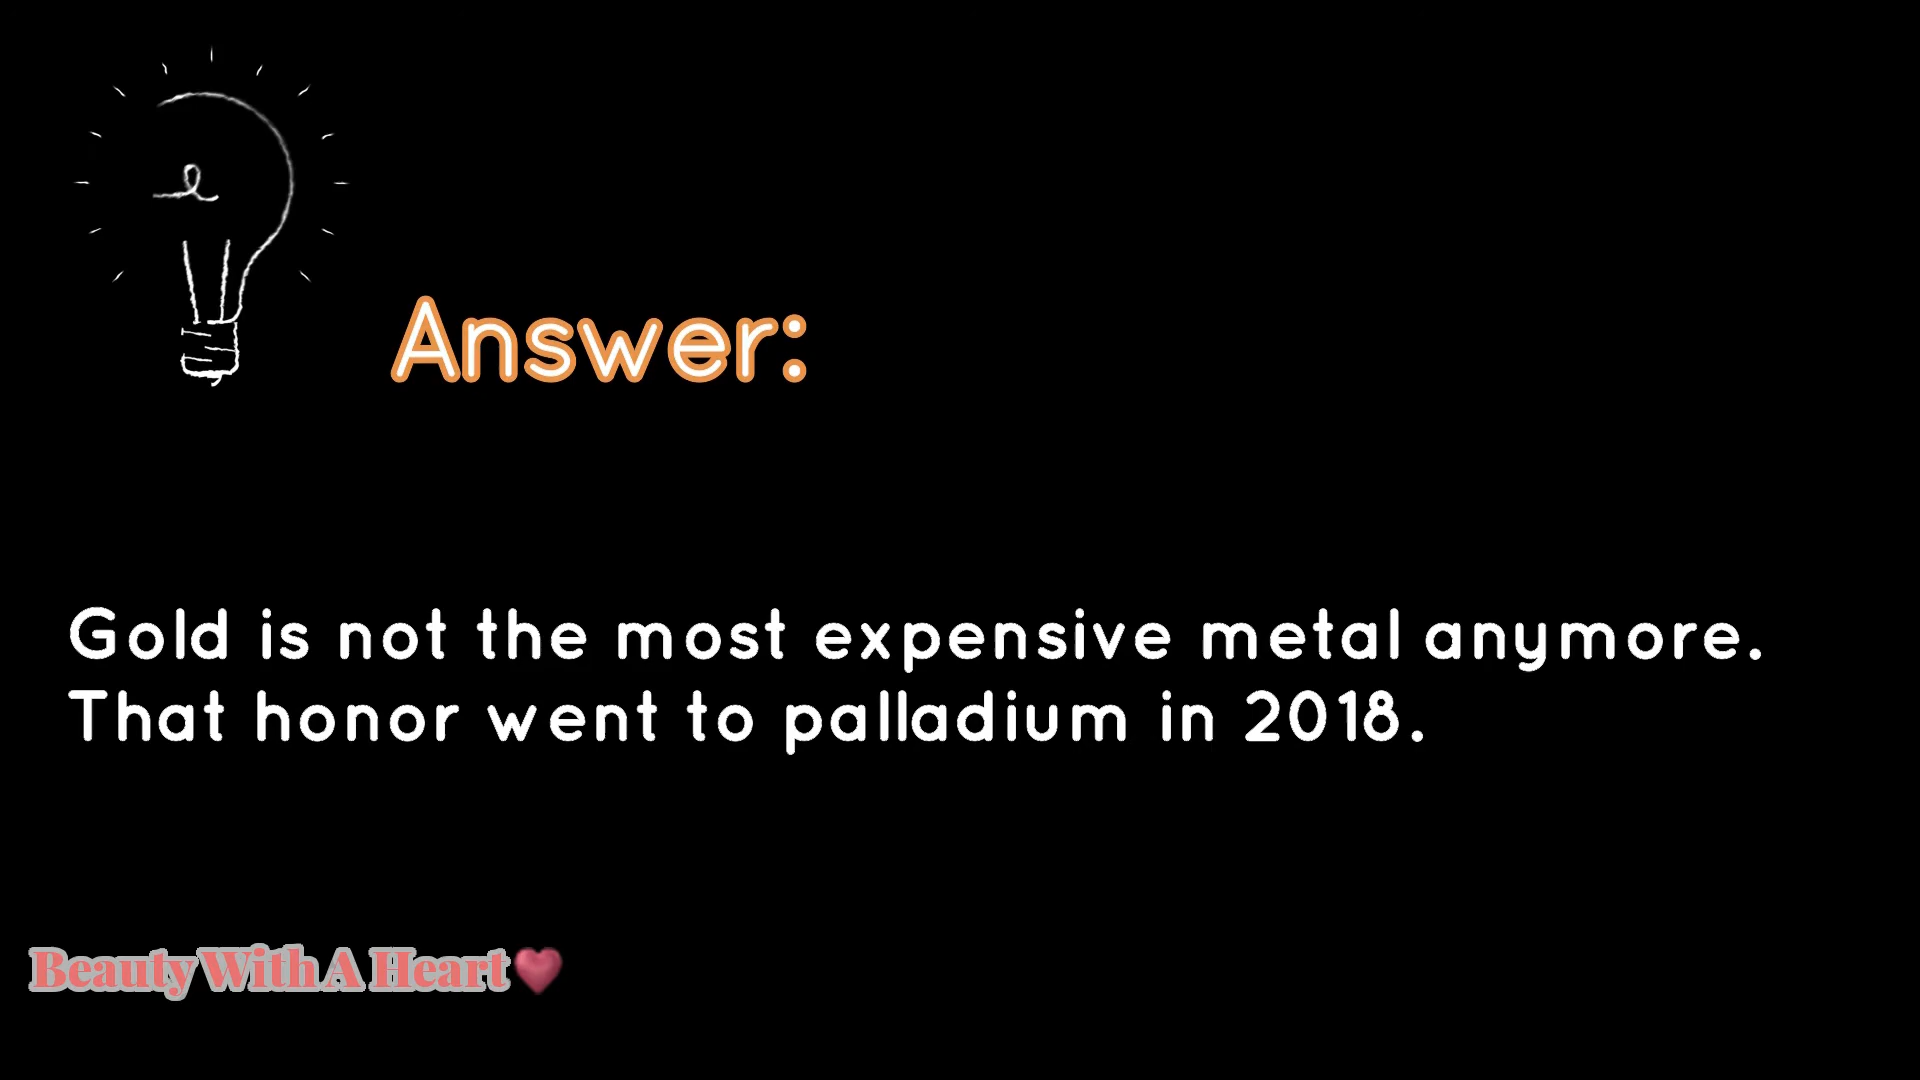 Answer:
Gold is not the most expensive metal anymore.
That honor went to palladium in 2018.
Beauty With A Heart